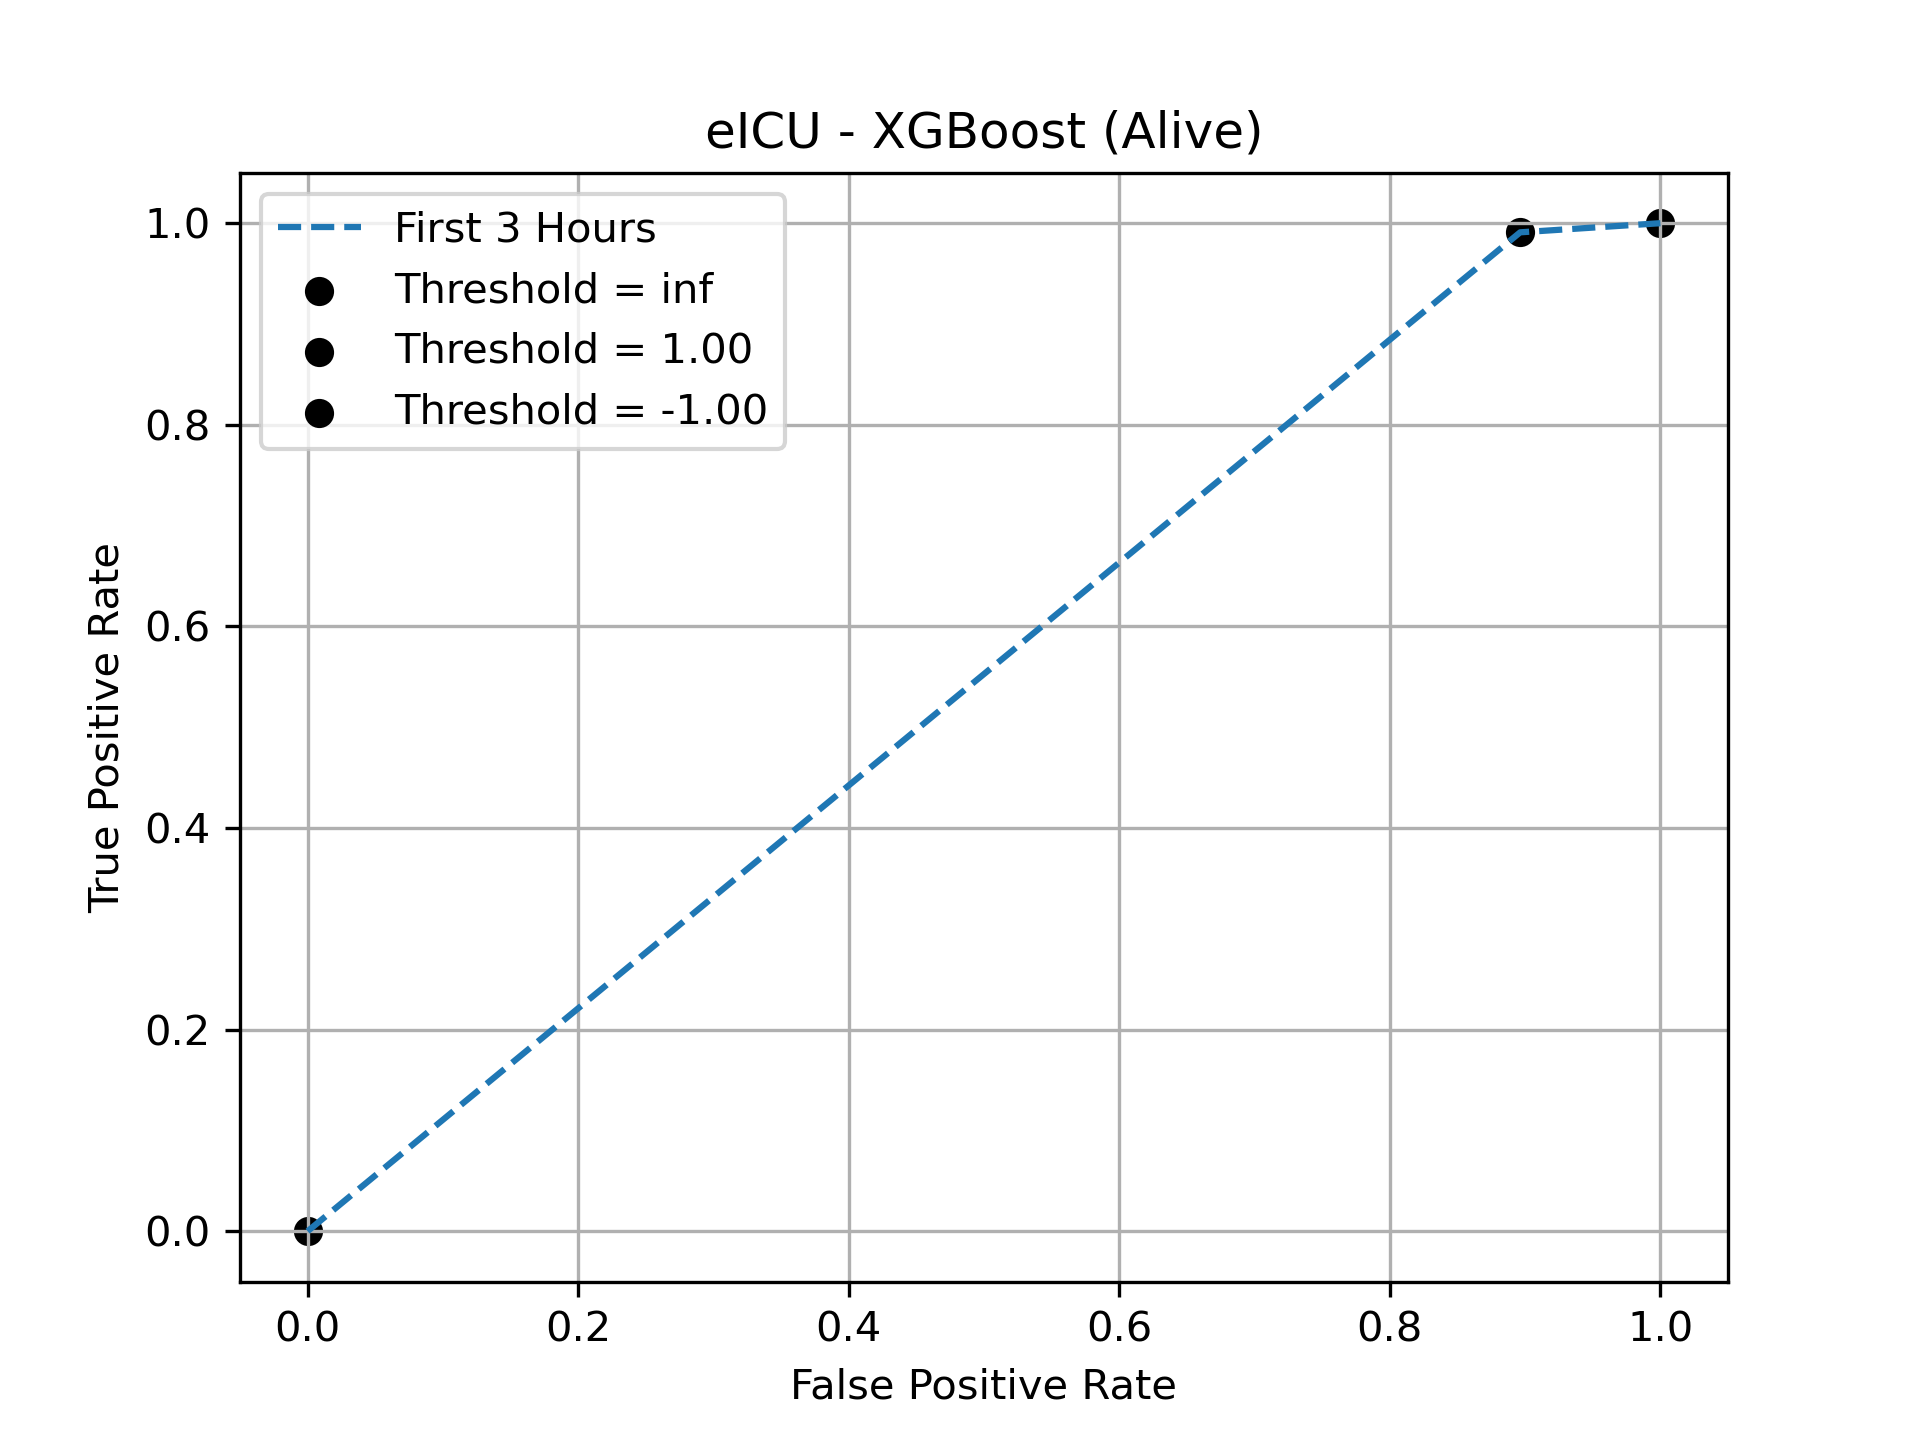 eICU - XGBoost (Alive)
First 3 Hours
Threshold = inf
Threshold = 1.00
Threshold = -1.00
True Positive Rate
1.0
0.8
0.6
0.4
0.2
0.0
0.0 0.2 0.4 0.6 0.8 1.0
False Positive Rate